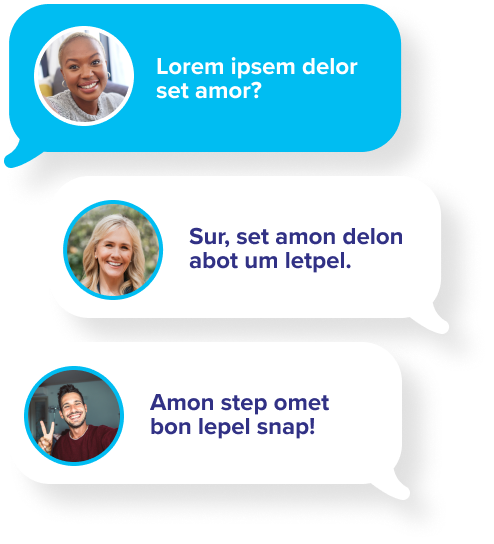 Lorem ipsem delor
set amor?
Sur, set amon delon
abot um letpel.
Amon step omet
bon lepel snap!